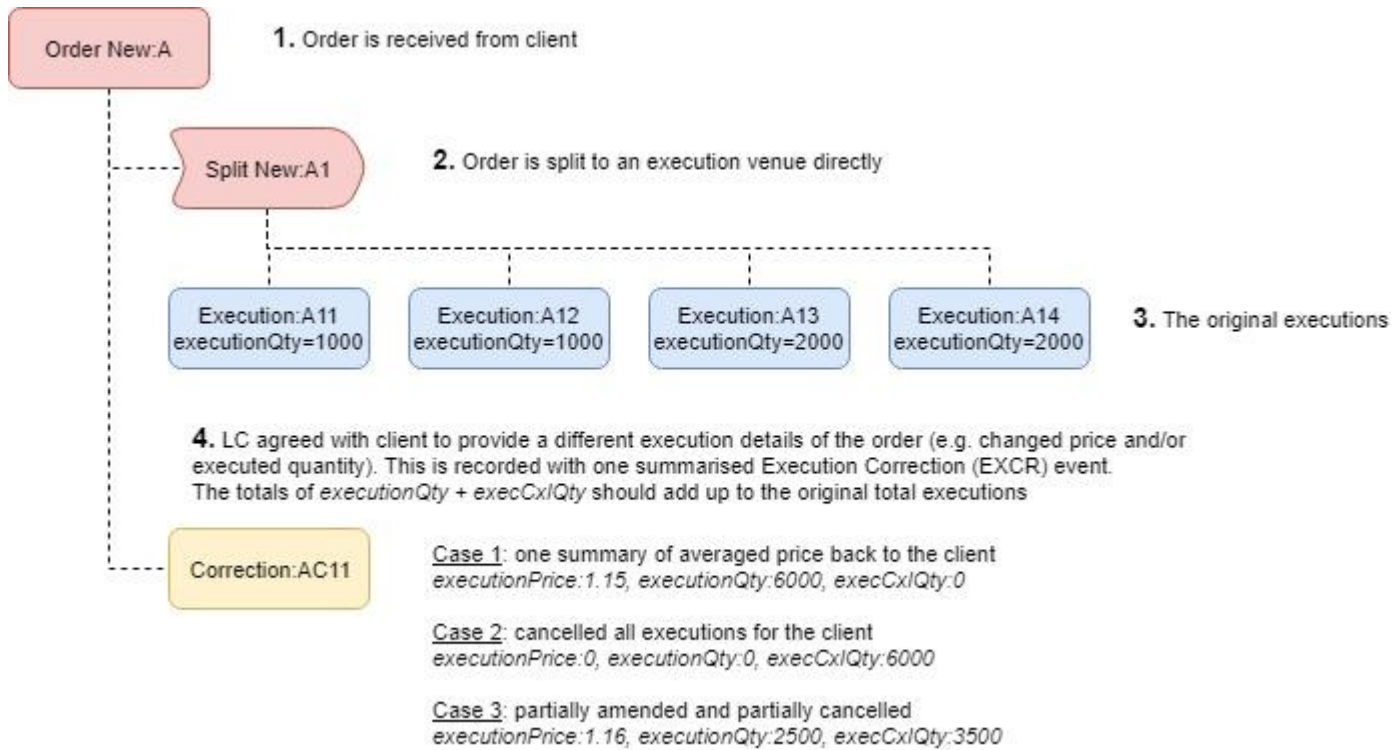 Order New:A
1. Order is received from client
Split New:A1
2. Order is split to an execution venue directly
Execution:A11
executionQty=1000
Execution:A12
executionQty=1000
Execution:A13
executionQty=2000
Execution:A14
executionQty=2000
3. The original executions
4. LC agreed with client to provide a different execution details of the order (e.g. changed price and/or
executed quantity). This is recorded with one summarised Execution Correction (EXCR) event.
The totals of executionQty + execCxlQty should add up to the original total executions
Correction:AC11
Case 1: one summary of averaged price back to the client
executionPrice:1.15, executionQty:6000, execCxlQty:0
Case 2: cancelled all executions for the client
executionPrice:0, executionQty:0, execCxlQty:6000
Case 3: partially amended and partially cancelled
executionPrice:1.16, executionQty:2500, execCxlQty:3500